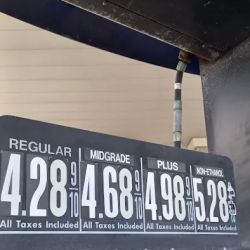 REGULAR MIDGRADE PLUS NON-ETHANOL
4.28 9/10 4.68 9/10 4.98 9/10 5.28
All Taxes Included All Taxes Included All Taxes Included All Taxes Included